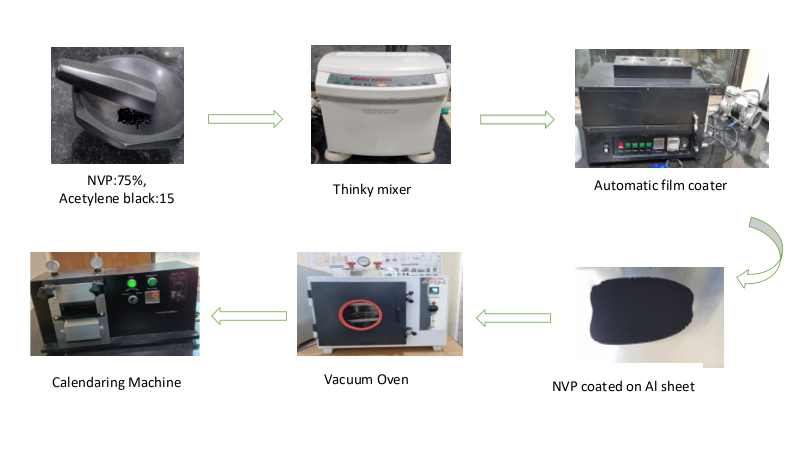 NVP:75%,
Acetylene black:15
Thinky mixer
Automatic film coater
NVP coated on Al sheet
Vacuum Oven
Calendaring Machine